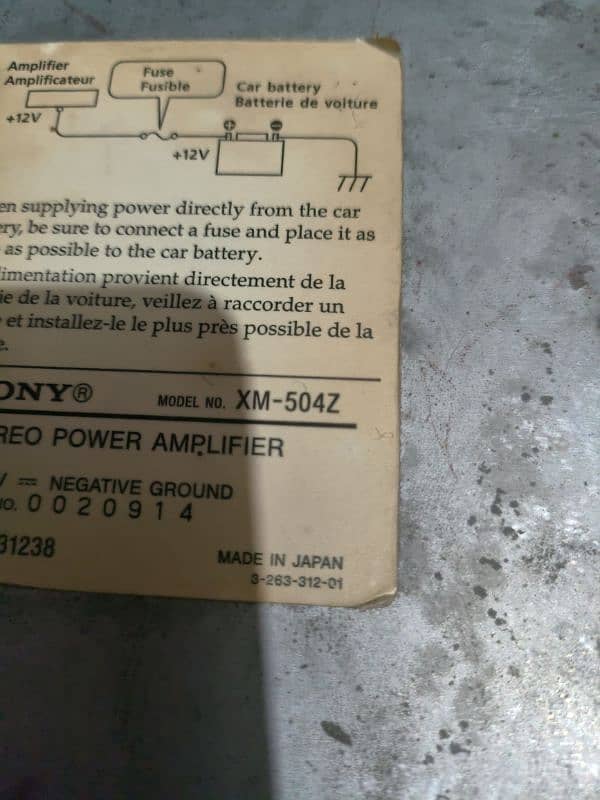 Amplifier
Amplificateur
Fuse
Fusible
Car battery
Batterie de voiture
+12V
+12V
en supplying power directly from the car
ery, be sure to connect a fuse and place it as
as possible to the car battery.
limentation provient directement de la
ie de la voiture, veillez à raccorder un
et installez-le le plus près possible de la
e.
ONY®
MODEL NO. XM-504Z
REO POWER AMPLIFIER
V ⎓ NEGATIVE GROUND
NO. 0020914
31238
MADE IN JAPAN
3-263-312-01